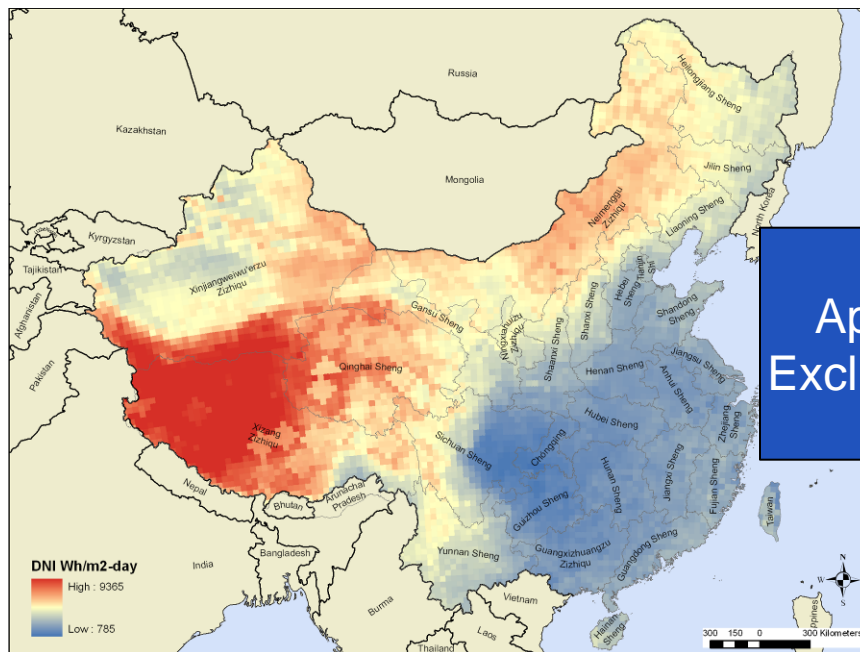 Russia
Kazakhstan
Mongolia
Heilongjiang Sheng
Jilin Sheng
Liaoning Sheng
North Korea
Neimenggu
Zizhiqu
Kyrgyzstan
Tajikistan
Afghanistan
Pakistan
Xinjiangweiwu'erzu
Zizhiqu
Gansu Sheng
Ningxiahuizu
Zizhiqu
Shaanxi Sheng
Shanxi Sheng
Hebei
Sheng
Tianjin
Shi
Shandong
Sheng
Qinghai Sheng
Henan Sheng
Jiangsu Sheng
Anhui Sheng
Ap
Excl
Xizang
Zizhiqu
Sichuan Sheng
Chongqing
Hubei Sheng
Zhejiang
Sheng
Hunan Sheng
Jiangxi Sheng
Fujian Sheng
Guizhou Sheng
Nepal
Bhutan
Arunachal
Pradesh
Yunnan Sheng
Guangxizhuangzu
Zizhiqu
Guangdong Sheng
Taiwan
India
Bangladesh
Burma
Vietnam
Laos
Thailand
Hainan
Sheng
ppines
DNI Wh/m2-day
High : 9365
Low : 785
N
W
E
S
300 150 0 300 Kilometers